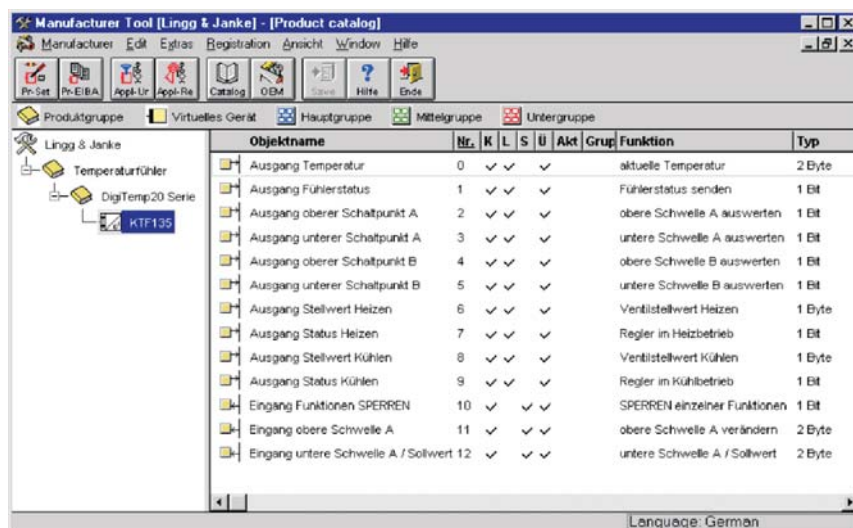 Manufacturer Tool [Lingg & Janke] - [Product catalog]
Manufacturer Edit Extras Registration Ansicht Window Hilfe
Pr-Set Pr-EIBA Appl-Ur Appl-Re Catalog OEM Save Hilfe Ende
Produktgruppe Virtuelles Gerät Hauptgruppe Mittelgruppe Untergruppe
Lingg & Janke
Temperaturfühler
DigiTemp20 Serie
KTF135
Objektname Nr. K L S Ü Akt Grup Funktion Typ
Ausgang Temperatur 0 aktuelle Temperatur 2 Byte
Ausgang Fühlerstatus 1 Fühlerstatus senden 1 Bit
Ausgang oberer Schaltpunkt A 2 obere Schwelle A auswerten 1 Bit
Ausgang unterer Schaltpunkt A 3 untere Schwelle A auswerten 1 Bit
Ausgang oberer Schaltpunkt B 4 obere Schwelle B auswerten 1 Bit
Ausgang unterer Schaltpunkt B 5 untere Schwelle B auswerten 1 Bit
Ausgang Stellwert Heizen 6 Ventilstellwert Heizen 1 Byte
Ausgang Status Heizen 7 Regler im Heizbetrieb 1 Bit
Ausgang Stellwert Kühlen 8 Ventilstellwert Kühlen 1 Byte
Ausgang Status Kühlen 9 Regler im Kühlbetrieb 1 Bit
Eingang Funktionen SPERREN 10 SPERREN einzelner Funktionen 1 Bit
Eingang obere Schwelle A 11 obere Schwelle A verändern 2 Byte
Eingang untere Schwelle A / Sollwert 12 untere Schwelle A / Sollwert 2 Byte
Language: German